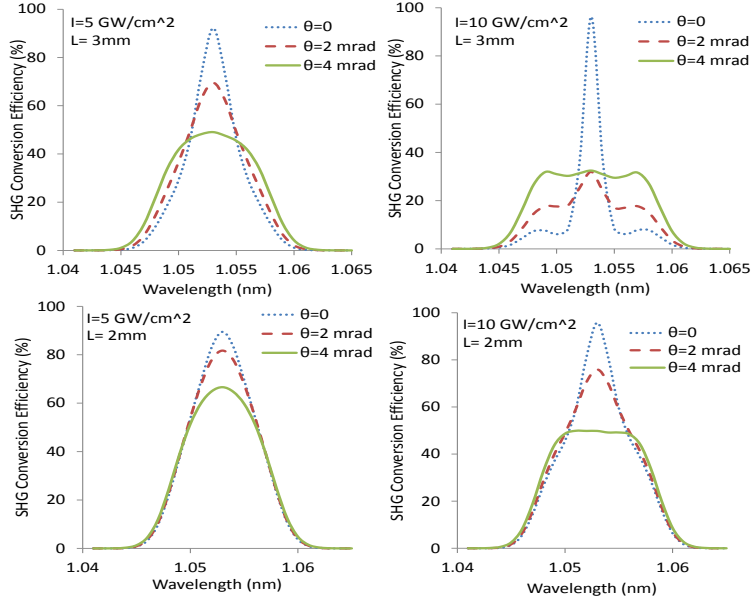 I=5 GW/cm^2
L= 3mm
θ=0
θ=2 mrad
θ=4 mrad
SHG Conversion Efficiency (%)
100
80
60
40
20
0
1.04
1.045
1.05
1.055
1.06
1.065
Wavelength (nm)
I=10 GW/cm^2
L= 3mm
θ=0
θ=2 mrad
θ=4 mrad
SHG Conversion Efficiency (%)
100
80
60
40
20
0
1.04
1.045
1.05
1.055
1.06
1.065
Wavelength (nm)
I=5 GW/cm^2
L= 2mm
θ=0
θ=2 mrad
θ=4 mrad
SHG Conversion Efficiency (%)
100
80
60
40
20
0
1.04
1.05
1.06
Wavelength (nm)
I=10 GW/cm^2
L= 2mm
θ=0
θ=2 mrad
θ=4 mrad
SHG Conversion Efficiency (%)
100
80
60
40
20
0
1.04
1.05
1.06
Wavelength (nm)